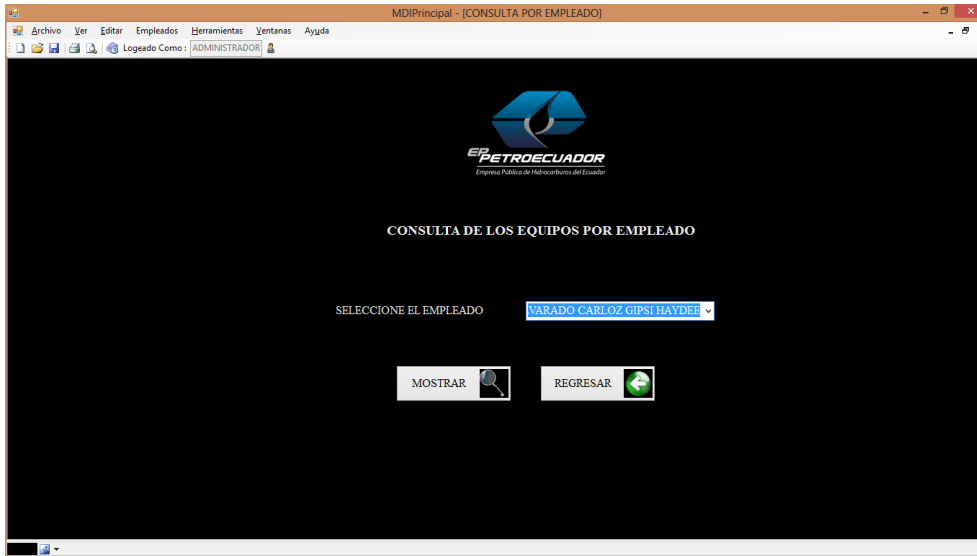 MDIPrincipal - [CONSULTA POR EMPLEADO]
Archivo Ver Editar Empleados Herramientas Ventanas Ayuda
Logeado Como : ADMINISTRADOR
EP PETROECUADOR
Empresa Pública de Hidrocarburos del Ecuador
CONSULTA DE LOS EQUIPOS POR EMPLEADO
SELECCIONE EL EMPLEADO VARADO CARLOZ GIPSI HAYDEE
MOSTRAR REGRESAR